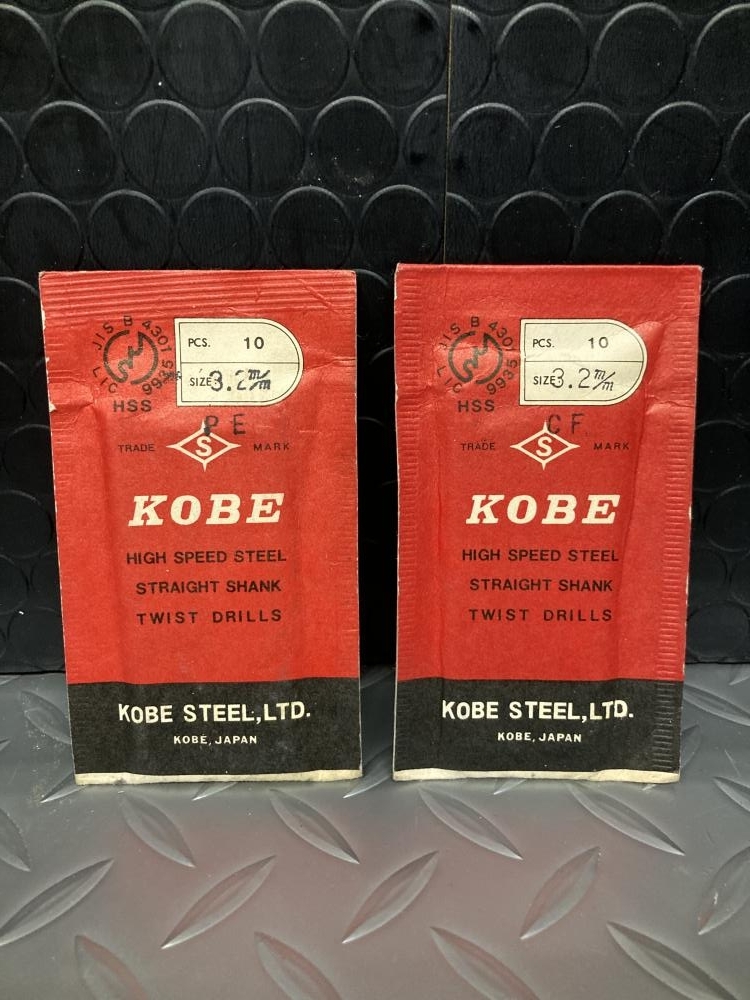 JIS B 4301
LIC 9935
HSS
PCS. 10
SIZE 3.2 m/m
PE
TRADE S MARK
KOBE
HIGH SPEED STEEL
STRAIGHT SHANK
TWIST DRILLS
KOBE STEEL,LTD.
KOBE, JAPAN
JIS B 4301
LIC 9935
HSS
PCS. 10
SIZE 3.2 m/m
CF
TRADE S MARK
KOBE
HIGH SPEED STEEL
STRAIGHT SHANK
TWIST DRILLS
KOBE STEEL,LTD.
KOBE, JAPAN